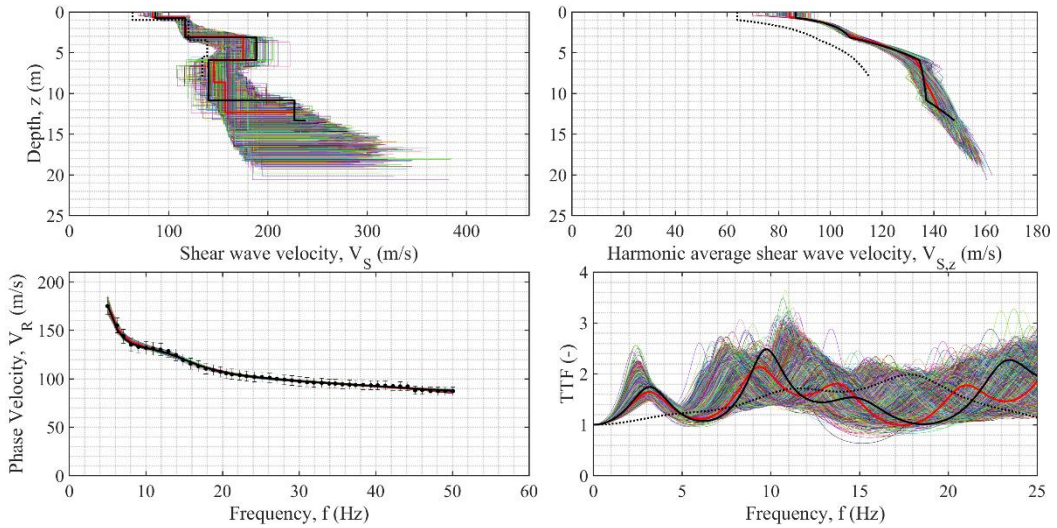 0
5
10
15
20
25
Depth, z (m)
0 100 200 300 400
Shear wave velocity, V_S (m/s)
0
5
10
15
20
25
0 20 40 60 80 100 120 140 160 180
Harmonic average shear wave velocity, V_S,z (m/s)
200
150
100
50
0
Phase Velocity, V_R (m/s)
0 10 20 30 40 50 60
Frequency, f (Hz)
4
3
2
1
0
TTF (-)
0 5 10 15 20 25
Frequency, f (Hz)